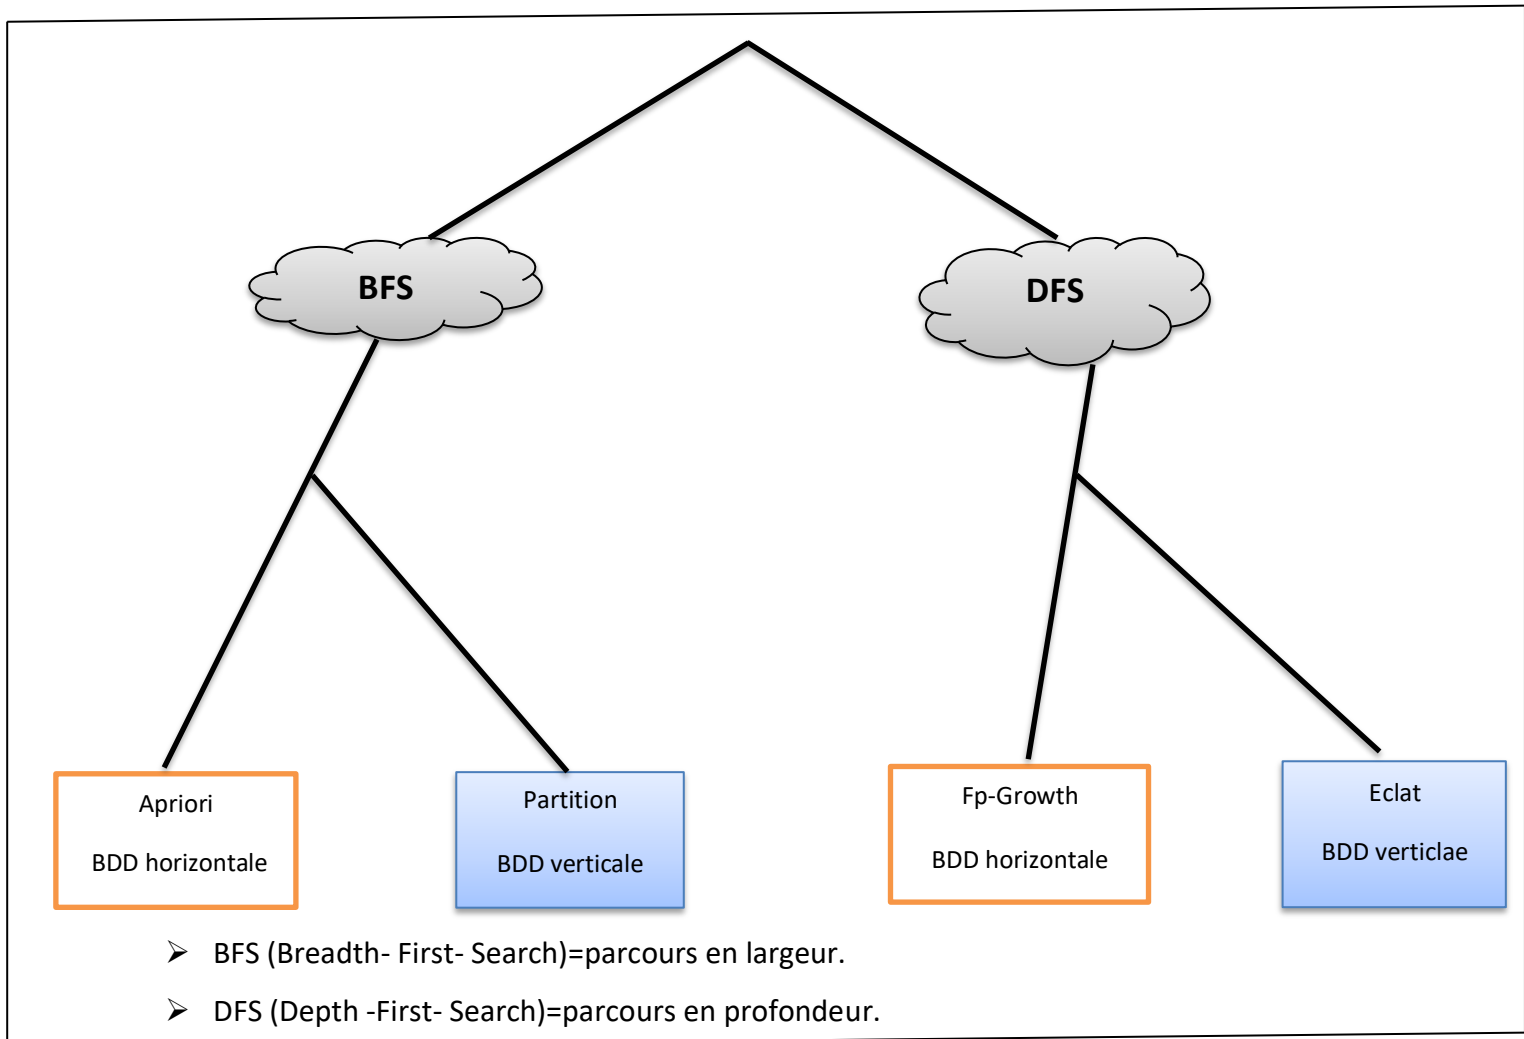 BFS
DFS
Apriori
BDD horizontale
Partition
BDD verticale
Fp-Growth
BDD horizontale
Eclat
BDD verticlae
➢ BFS (Breadth- First- Search)=parcours en largeur.
➢ DFS (Depth -First- Search)=parcours en profondeur.